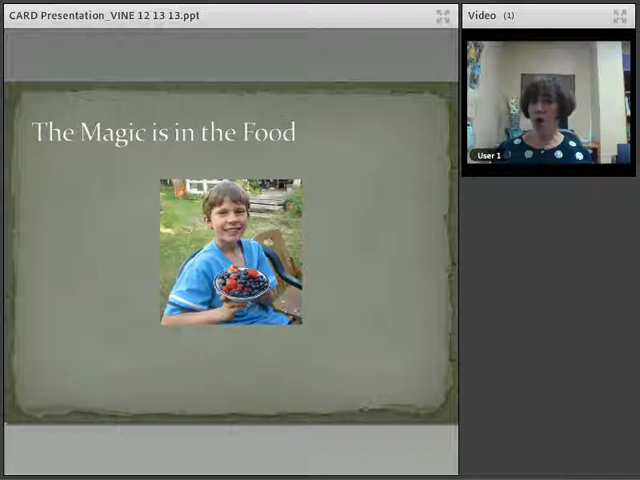 CARD Presentation_VINE 12 13 13.ppt
Video (1)
The Magic is in the Food
User 1